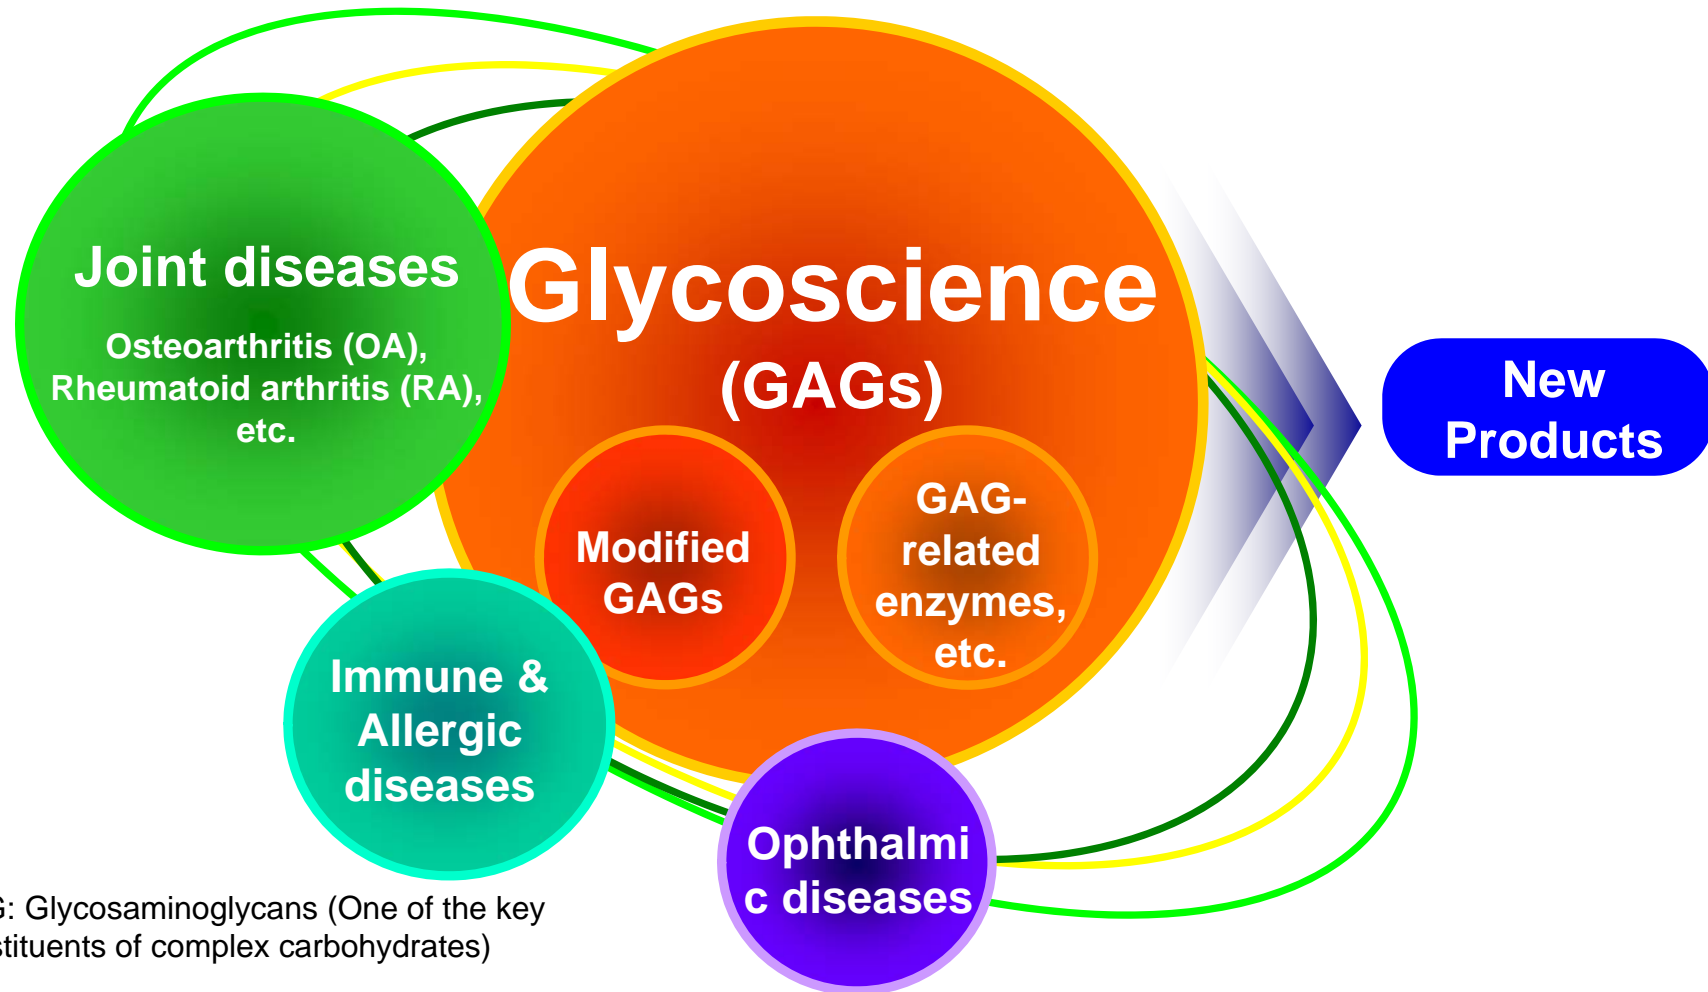 Glycoscience
(GAGs)
Joint diseases
Osteoarthritis (OA),
Rheumatoid arthritis (RA),
etc.
New
Products
Modified
GAGs
GAG-
related
enzymes,
etc.
Immune &
Allergic
diseases
Ophthalmi
c diseases
G: Glycosaminoglycans (One of the key
stituents of complex carbohydrates)